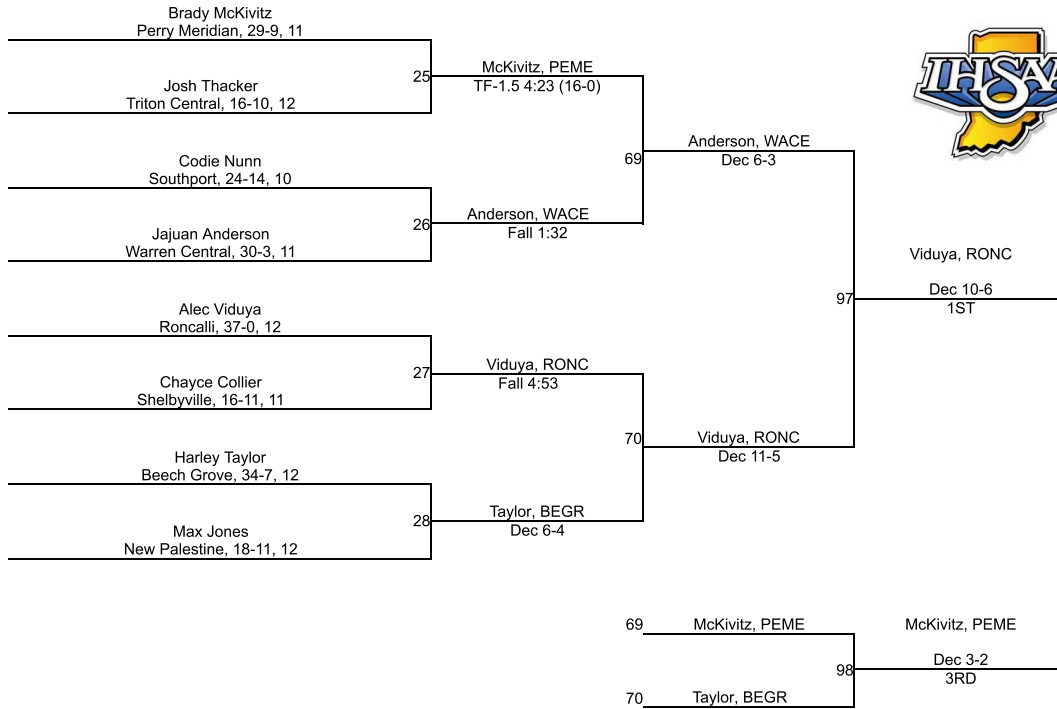 Brady McKivitz
Perry Meridian, 29-9, 11
25
McKivitz, PEME
TF-1.5 4:23 (16-0)
Josh Thacker
Triton Central, 16-10, 12
IHSAA
69
Anderson, WACE
Dec 6-3
Codie Nunn
Southport, 24-14, 10
26
Anderson, WACE
Fall 1:32
Jajuan Anderson
Warren Central, 30-3, 11
97
Viduya, RONC
Dec 10-6
1ST
Alec Viduya
Roncalli, 37-0, 12
27
Viduya, RONC
Fall 4:53
Chayce Collier
Shelbyville, 16-11, 11
70
Viduya, RONC
Dec 11-5
Harley Taylor
Beech Grove, 34-7, 12
28
Taylor, BEGR
Dec 6-4
Max Jones
New Palestine, 18-11, 12
69
McKivitz, PEME
98
McKivitz, PEME
Dec 3-2
3RD
70
Taylor, BEGR